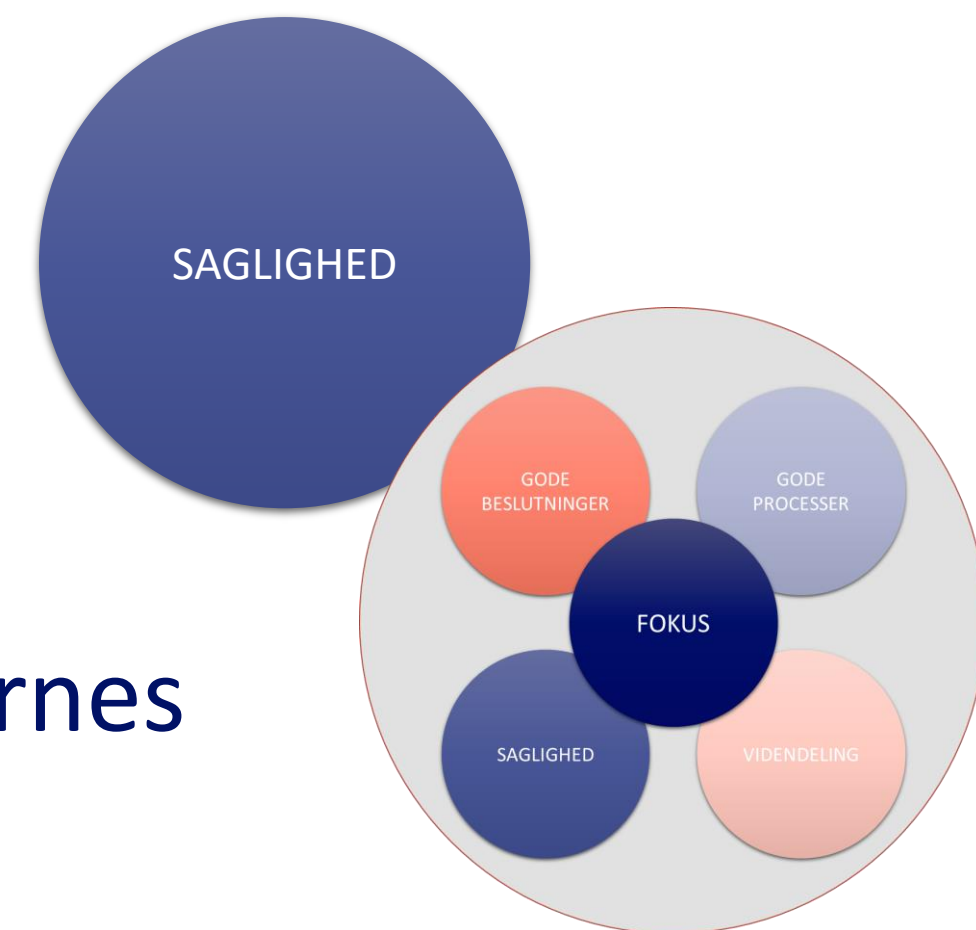 SAGLIGHED
GODE
BESLUTNINGER
GODE
PROCESSER
FOKUS
rnes
SAGLIGHED
VIDENDELING